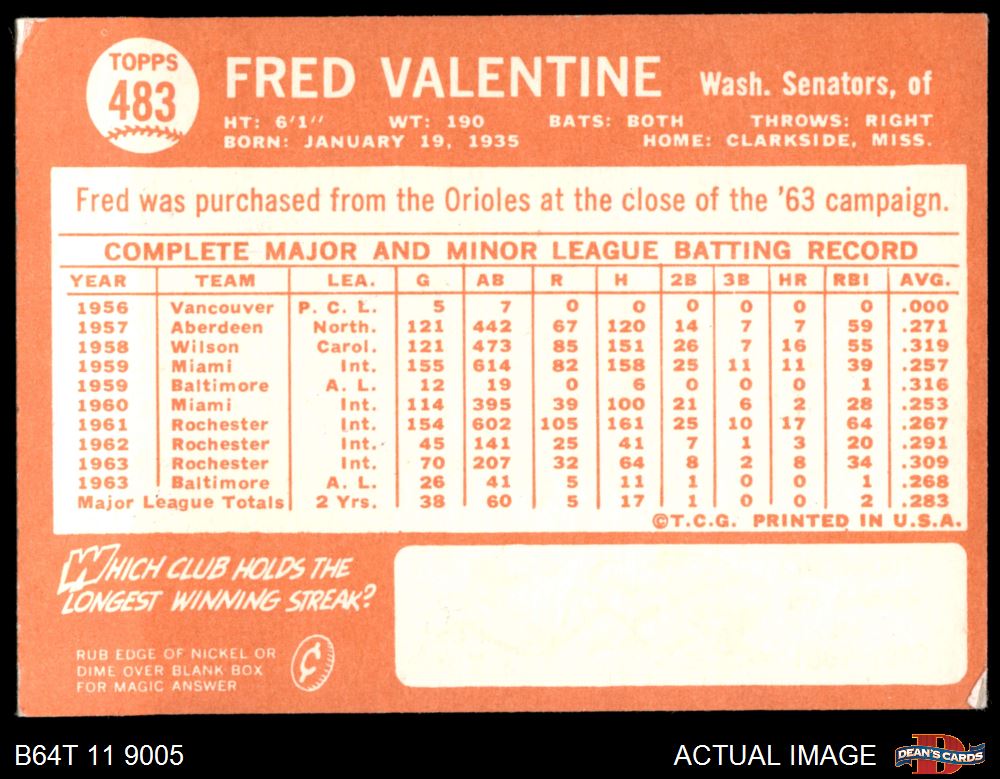 TOPPS
483
FRED VALENTINE Wash. Senators, of
HT: 6'1" WT: 190 BATS: BOTH THROWS: RIGHT
BORN: JANUARY 19, 1935 HOME: CLARKSIDE, MISS.
Fred was purchased from the Orioles at the close of the '63 campaign.
COMPLETE MAJOR AND MINOR LEAGUE BATTING RECORD
YEAR TEAM LEA. G AB R H 2B 3B HR RBI AVG.
1956 Vancouver P. C. L. 5 7 0 0 0 0 0 0 .000
1957 Aberdeen North. 121 442 67 120 14 7 7 59 .271
1958 Wilson Carol. 121 473 85 151 26 7 16 55 .319
1959 Miami Int. 155 614 82 158 25 11 11 39 .257
1959 Baltimore A. L. 12 19 0 6 0 0 0 1 .316
1960 Miami Int. 114 395 39 100 21 6 2 28 .253
1961 Rochester Int. 154 602 105 161 25 10 17 64 .267
1962 Rochester Int. 45 141 25 41 7 1 3 20 .291
1963 Rochester Int. 70 207 32 64 8 2 8 34 .309
1963 Baltimore A. L. 26 41 5 11 1 0 0 1 .268
Major League Totals 2 Yrs. 38 60 5 17 1 0 0 2 .283
©T.C.G. PRINTED IN U.S.A.
WHICH CLUB HOLDS THE
LONGEST WINNING STREAK?
RUB EDGE OF NICKEL OR
DIME OVER BLANK BOX
FOR MAGIC ANSWER
¢
B64T 11 9005 ACTUAL IMAGE
DEAN'S CARDS